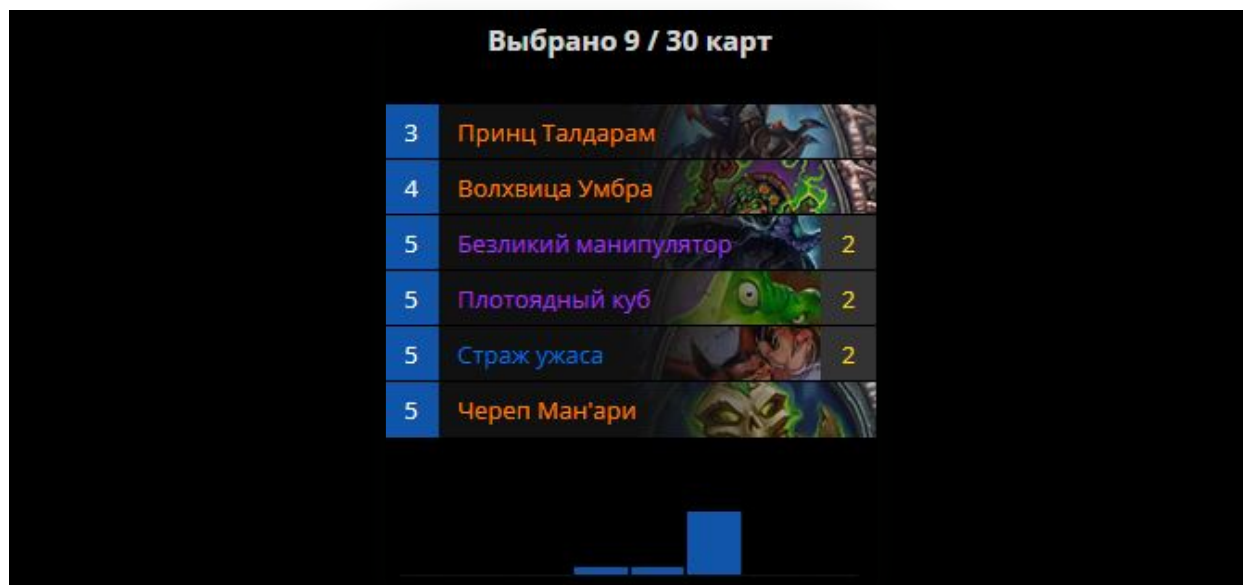 Выбрано 9 / 30 карт
3 Принц Талдарам
4 Волхвица Умбра
5 Безликий манипулятор 2
5 Плотоядный куб 2
5 Страж ужаса 2
5 Череп Ман'ари